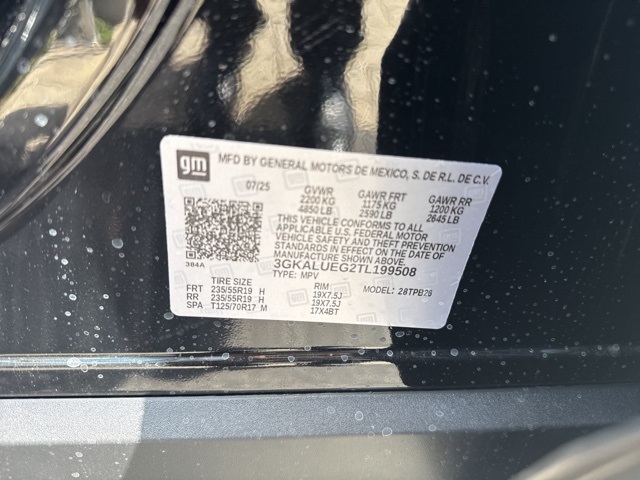 gm MFD BY GENERAL MOTORS DE MEXICO, S. DE R.L. DE C.V.
07/25 GVWR GAWR FRT GAWR RR
2200 KG 1175 KG 1200 KG
4850 LB 2590 LB 2645 LB
THIS VEHICLE CONFORMS TO ALL
APPLICABLE U.S. FEDERAL MOTOR
VEHICLE SAFETY AND THEFT PREVENTION
STANDARDS IN EFFECT ON THE DATE OF
MANUFACTURE SHOWN ABOVE.
384A 3GKALUEG2TL199508
TYPE: MPV
TIRE SIZE RIM MODEL: 28TPB26
FRT 235/55R19 H 19X7.5J
RR 235/55R19 H 19X7.5J
SPA T125/70R17 M 17X4BT